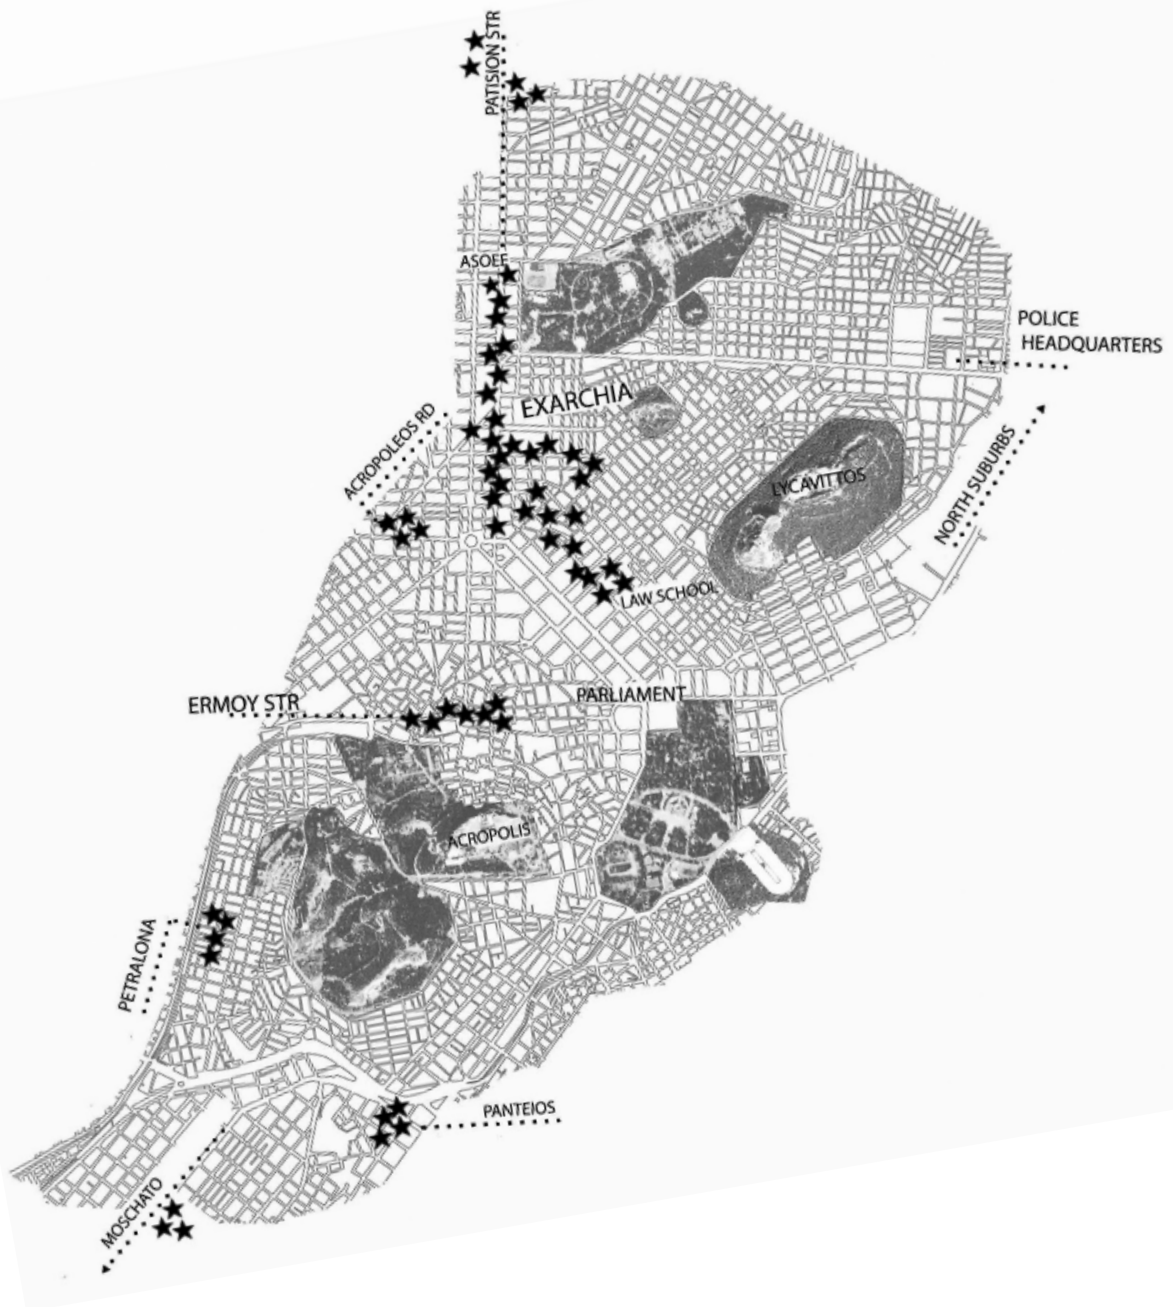 PATISION STR
ASOEE
POLICE
HEADQUARTERS
EXARCHIA
ACROPOLEOS RD
LYCAVITTOS
NORTH SUBURBS
LAW SCHOOL
PARLIAMENT
ERMOY STR
ACROPOLIS
PETRALONA
PANTEIOS
MOSCHATO